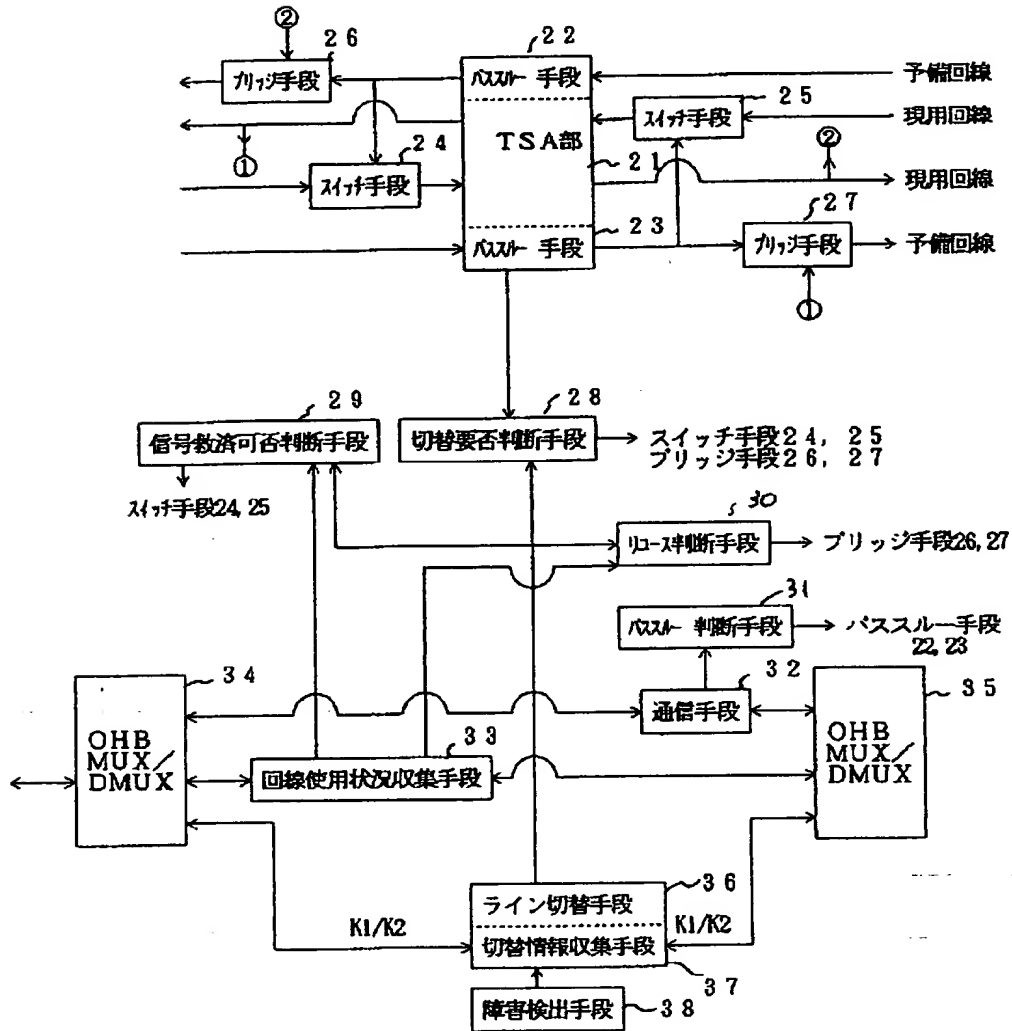 ②
26
22
ブリッジ手段
パススルー 手段
予備回線
25
スイッチ手段
現用回線
①
24
TSA部
21
②
スイッチ手段
現用回線
27
23
パススルー 手段
ブリッジ手段
予備回線
①
29
28
信号救済可否判断手段
切替要否判断手段
スイッチ手段24, 25
ブリッジ手段26, 27
スイッチ手段24,25
30
リユース判断手段
ブリッジ手段26,27
31
パススルー 判断手段
パススルー手段
22,23
34
32
35
通信手段
OHB
MUX/
DMUX
33
回線使用状況収集手段
OHB
MUX/
DMUX
36
ライン切替手段
K1/K2
K1/K2
切替情報収集手段
37
障害検出手段
38